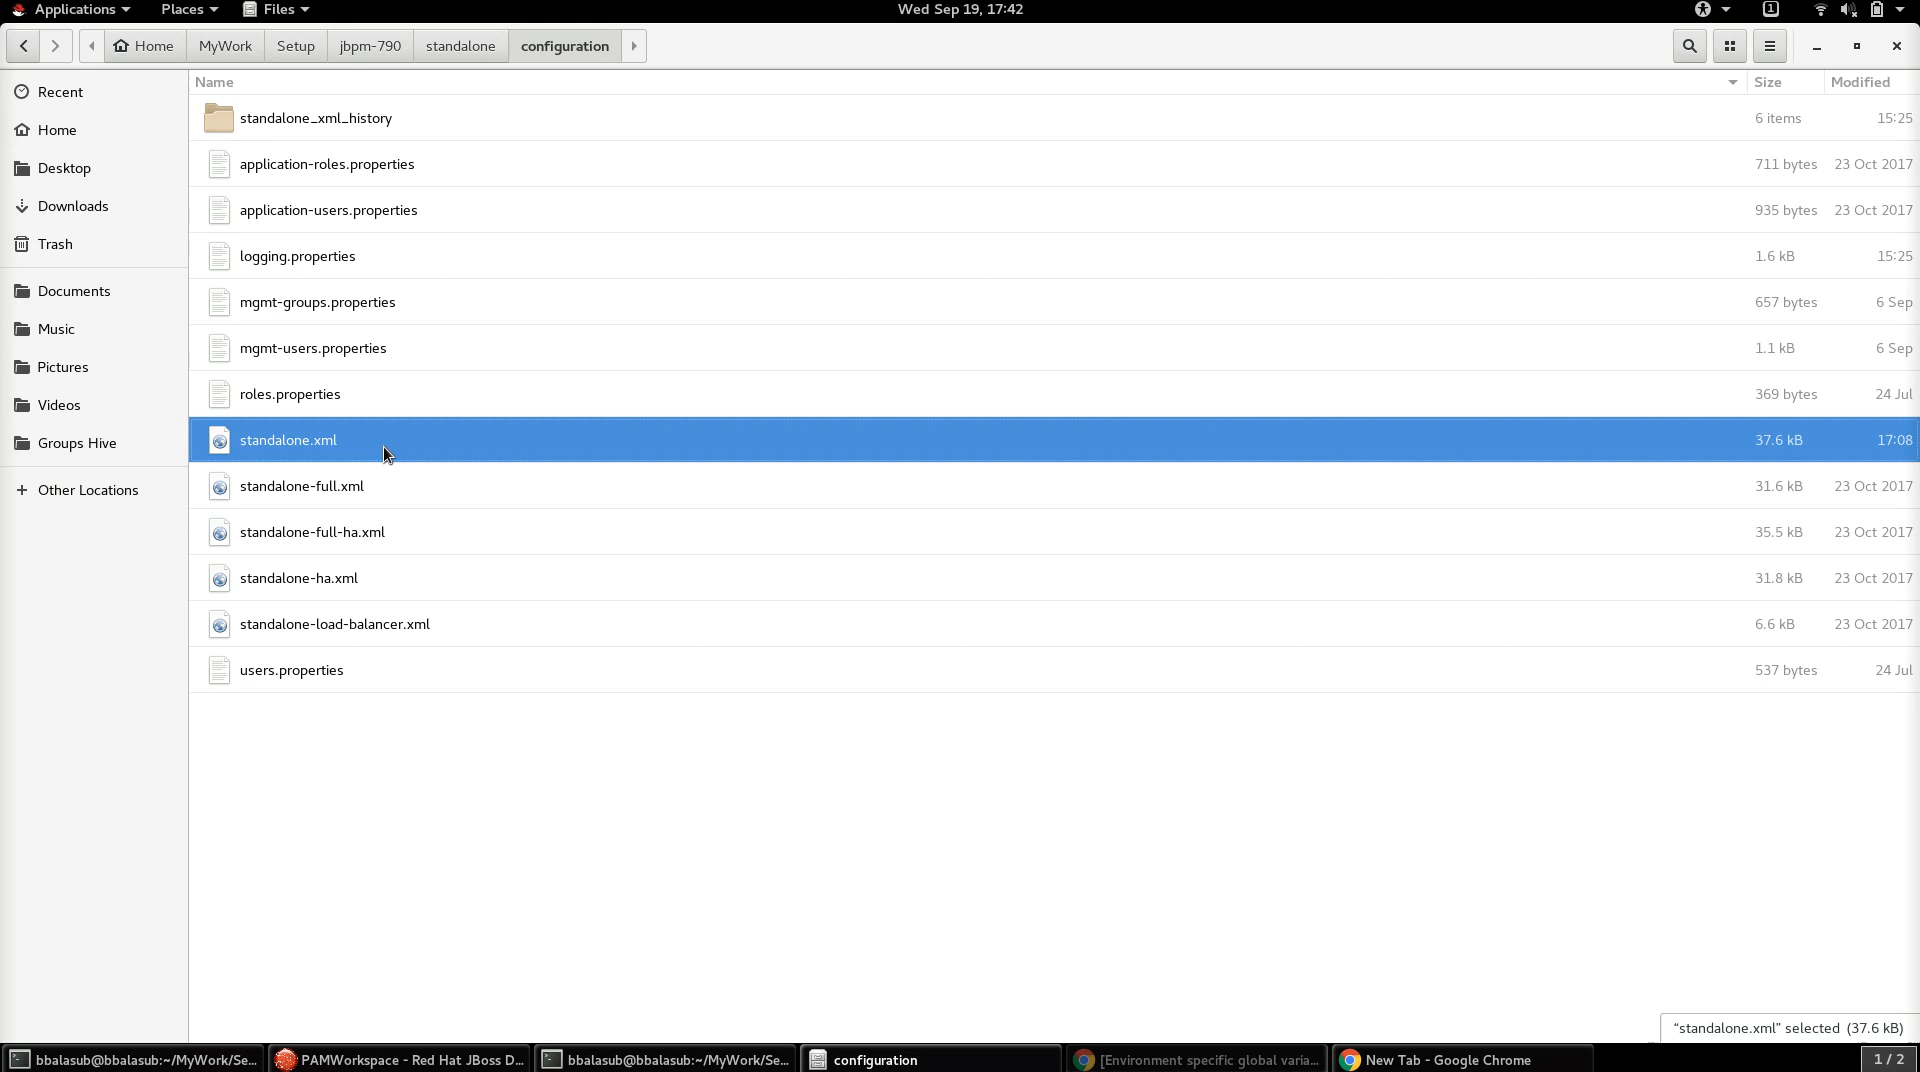 Applications Places Files Wed Sep 19, 17:42 1
Home MyWork Setup jbpm-790 standalone configuration
Name Size Modified
Recent
Home
Desktop
Downloads
Trash
Documents
Music
Pictures
Videos
Groups Hive
+ Other Locations
standalone_xml_history 6 items 15:25
application-roles.properties 711 bytes 23 Oct 2017
application-users.properties 935 bytes 23 Oct 2017
logging.properties 1.6 kB 15:25
mgmt-groups.properties 657 bytes 6 Sep
mgmt-users.properties 1.1 kB 6 Sep
roles.properties 369 bytes 24 Jul
standalone.xml 37.6 kB 17:08
standalone-full.xml 31.6 kB 23 Oct 2017
standalone-full-ha.xml 35.5 kB 23 Oct 2017
standalone-ha.xml 31.8 kB 23 Oct 2017
standalone-load-balancer.xml 6.6 kB 23 Oct 2017
users.properties 537 bytes 24 Jul
“standalone.xml” selected (37.6 kB)
bbalasub@bbalasub:~/MyWork/Se... PAMWorkspace - Red Hat JBoss D... bbalasub@bbalasub:~/MyWork/Se... configuration [Environment specific global varia... New Tab - Google Chrome 1 / 2